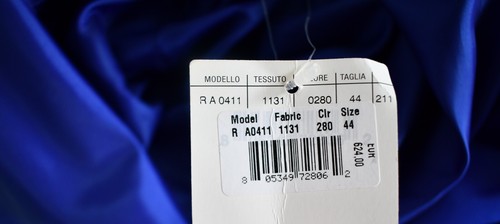 MODELLO TESSUTO ORE TAGLIA
R A 0411 1131 0280 44 211
Model Fabric Clr Size
R A0411 1131 280 44
EUR 624.00
8 05349 72806 2